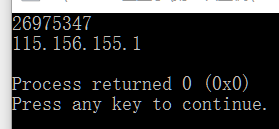 26975347
115.156.155.1
Process returned 0 (0x0)
Press any key to continue.